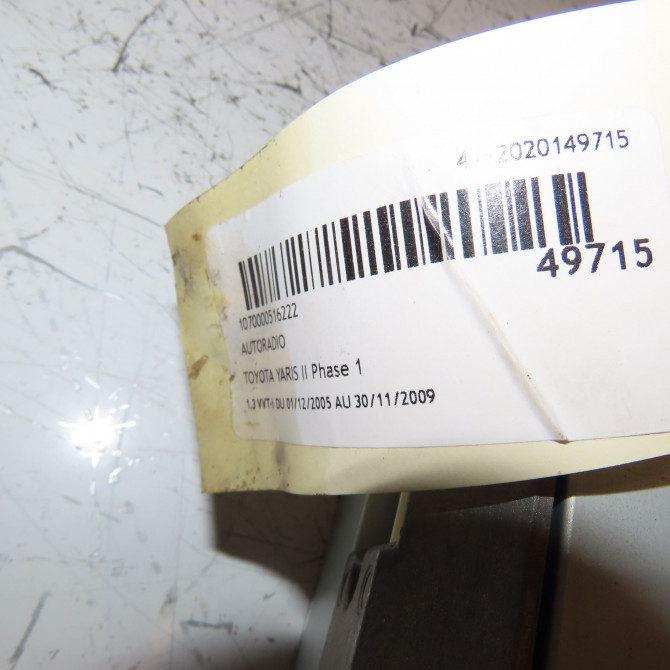 2020149715
49715
1070000516222
AUTORADIO
TOYOTA YARIS II Phase 1
1.3 VVT-I DU 01/12/2005 AU 30/11/2009